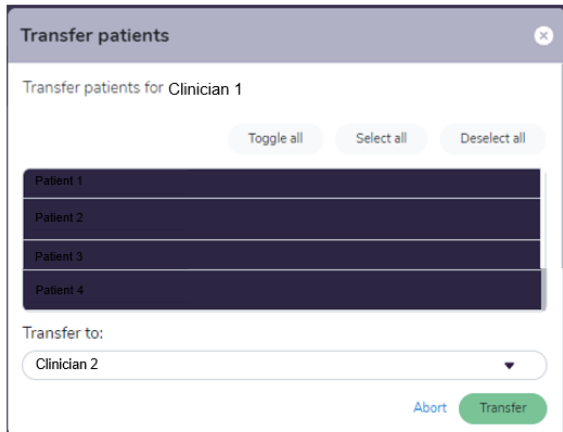 Transfer patients
Transfer patients for Clinician 1
Toggle all Select all Deselect all
Patient 1
Patient 2
Patient 3
Patient 4
Transfer to:
Clinician 2
Abort Transfer